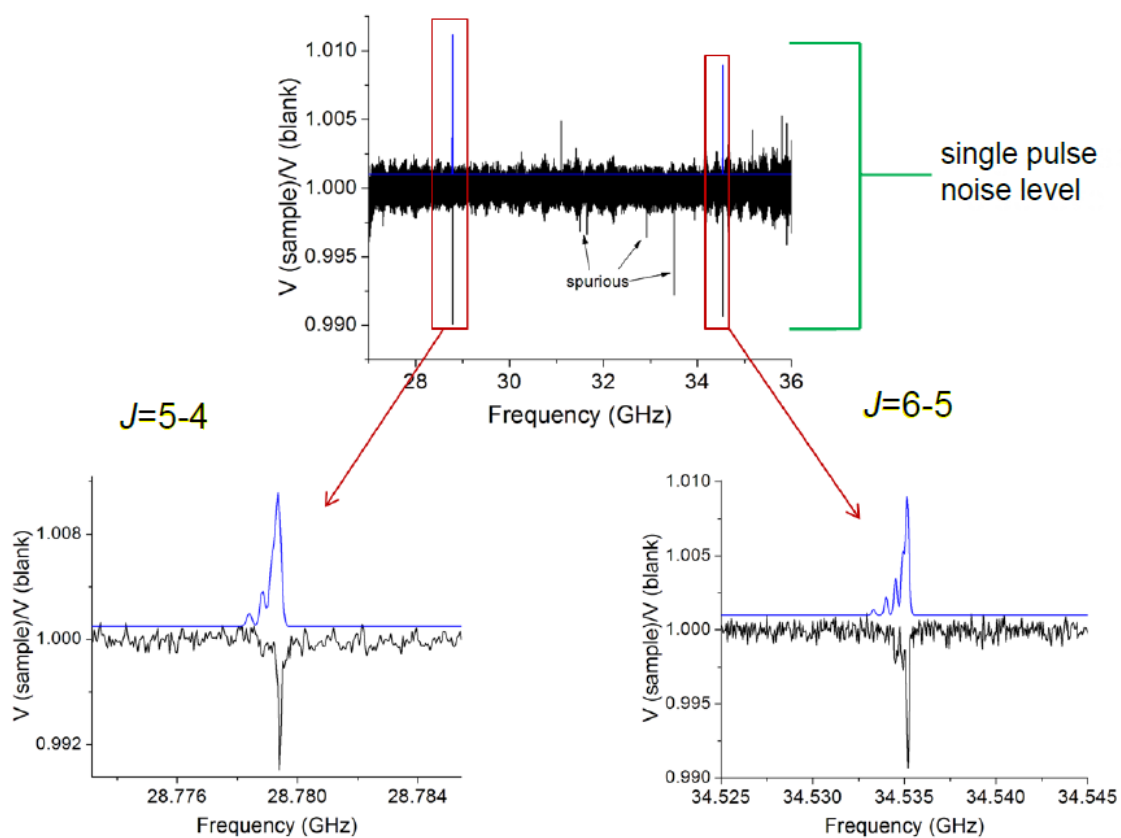 V (sample)/V (blank)
1.010
1.005
1.000
0.995
0.990
spurious
28
30
32
34
36
Frequency (GHz)
single pulse
noise level
J=5-4
J=6-5
V (sample)/V (blank)
1.008
1.000
0.992
28.776
28.780
28.784
Frequency (GHz)
V (sample)/V (blank)
1.010
1.005
1.000
0.995
0.990
34.525
34.530
34.535
34.540
34.545
Frequency (GHz)